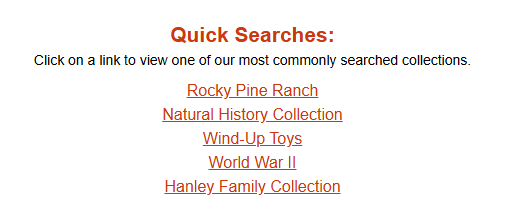 Quick Searches:
Click on a link to view one of our most commonly searched collections.
Rocky Pine Ranch
Natural History Collection
Wind-Up Toys
World War II
Hanley Family Collection